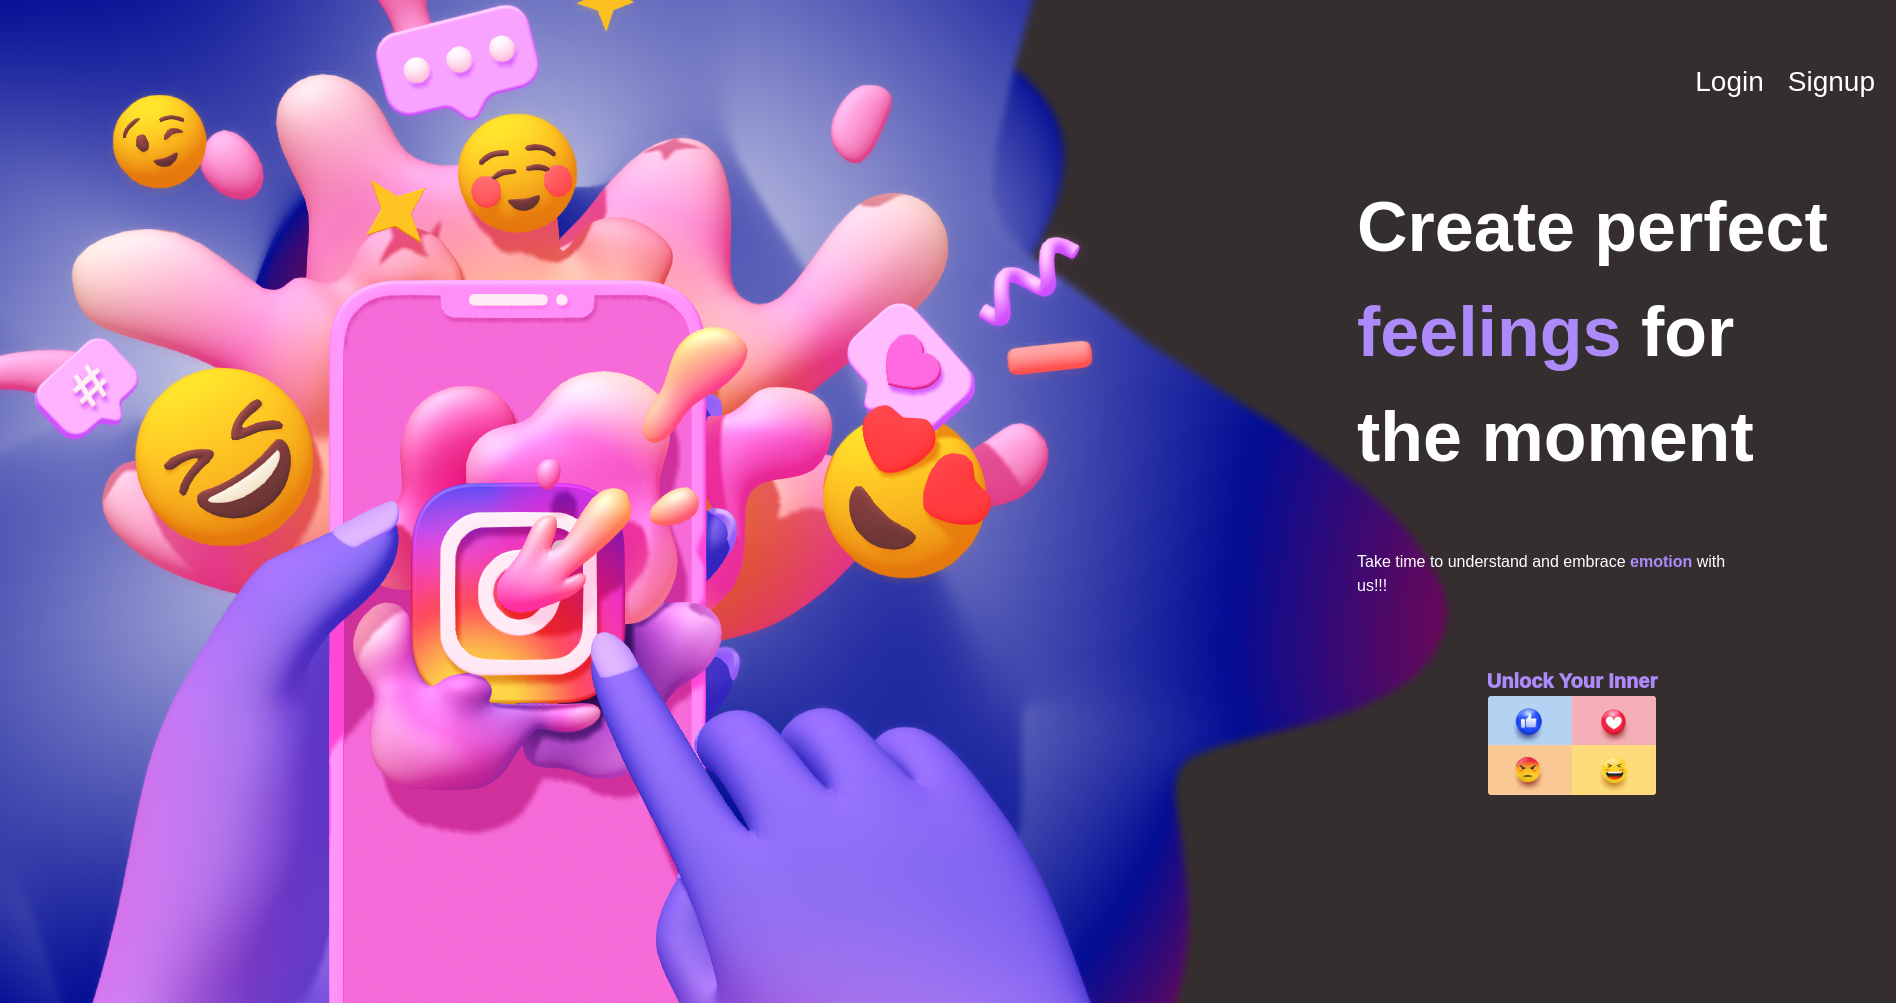 Login Signup
Create perfect
feelings for
the moment
#
Take time to understand and embrace emotion with
us!!!
Unlock Your Inner